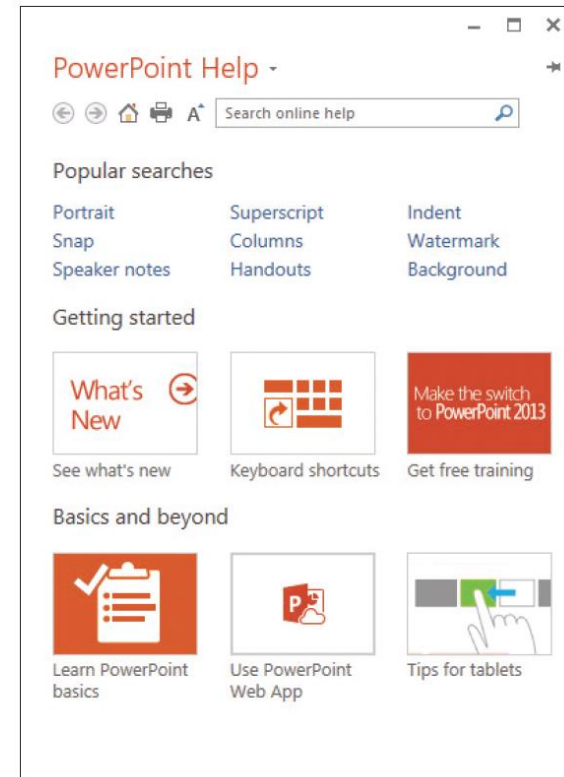 PowerPoint Help
A
Search online help
Popular searches
Portrait Superscript Indent
Snap Columns Watermark
Speaker notes Handouts Background
Getting started
What's
New
Make the switch
to PowerPoint 2013
See what's new Keyboard shortcuts Get free training
Basics and beyond
P
Learn PowerPoint
basics
Use PowerPoint
Web App
Tips for tablets